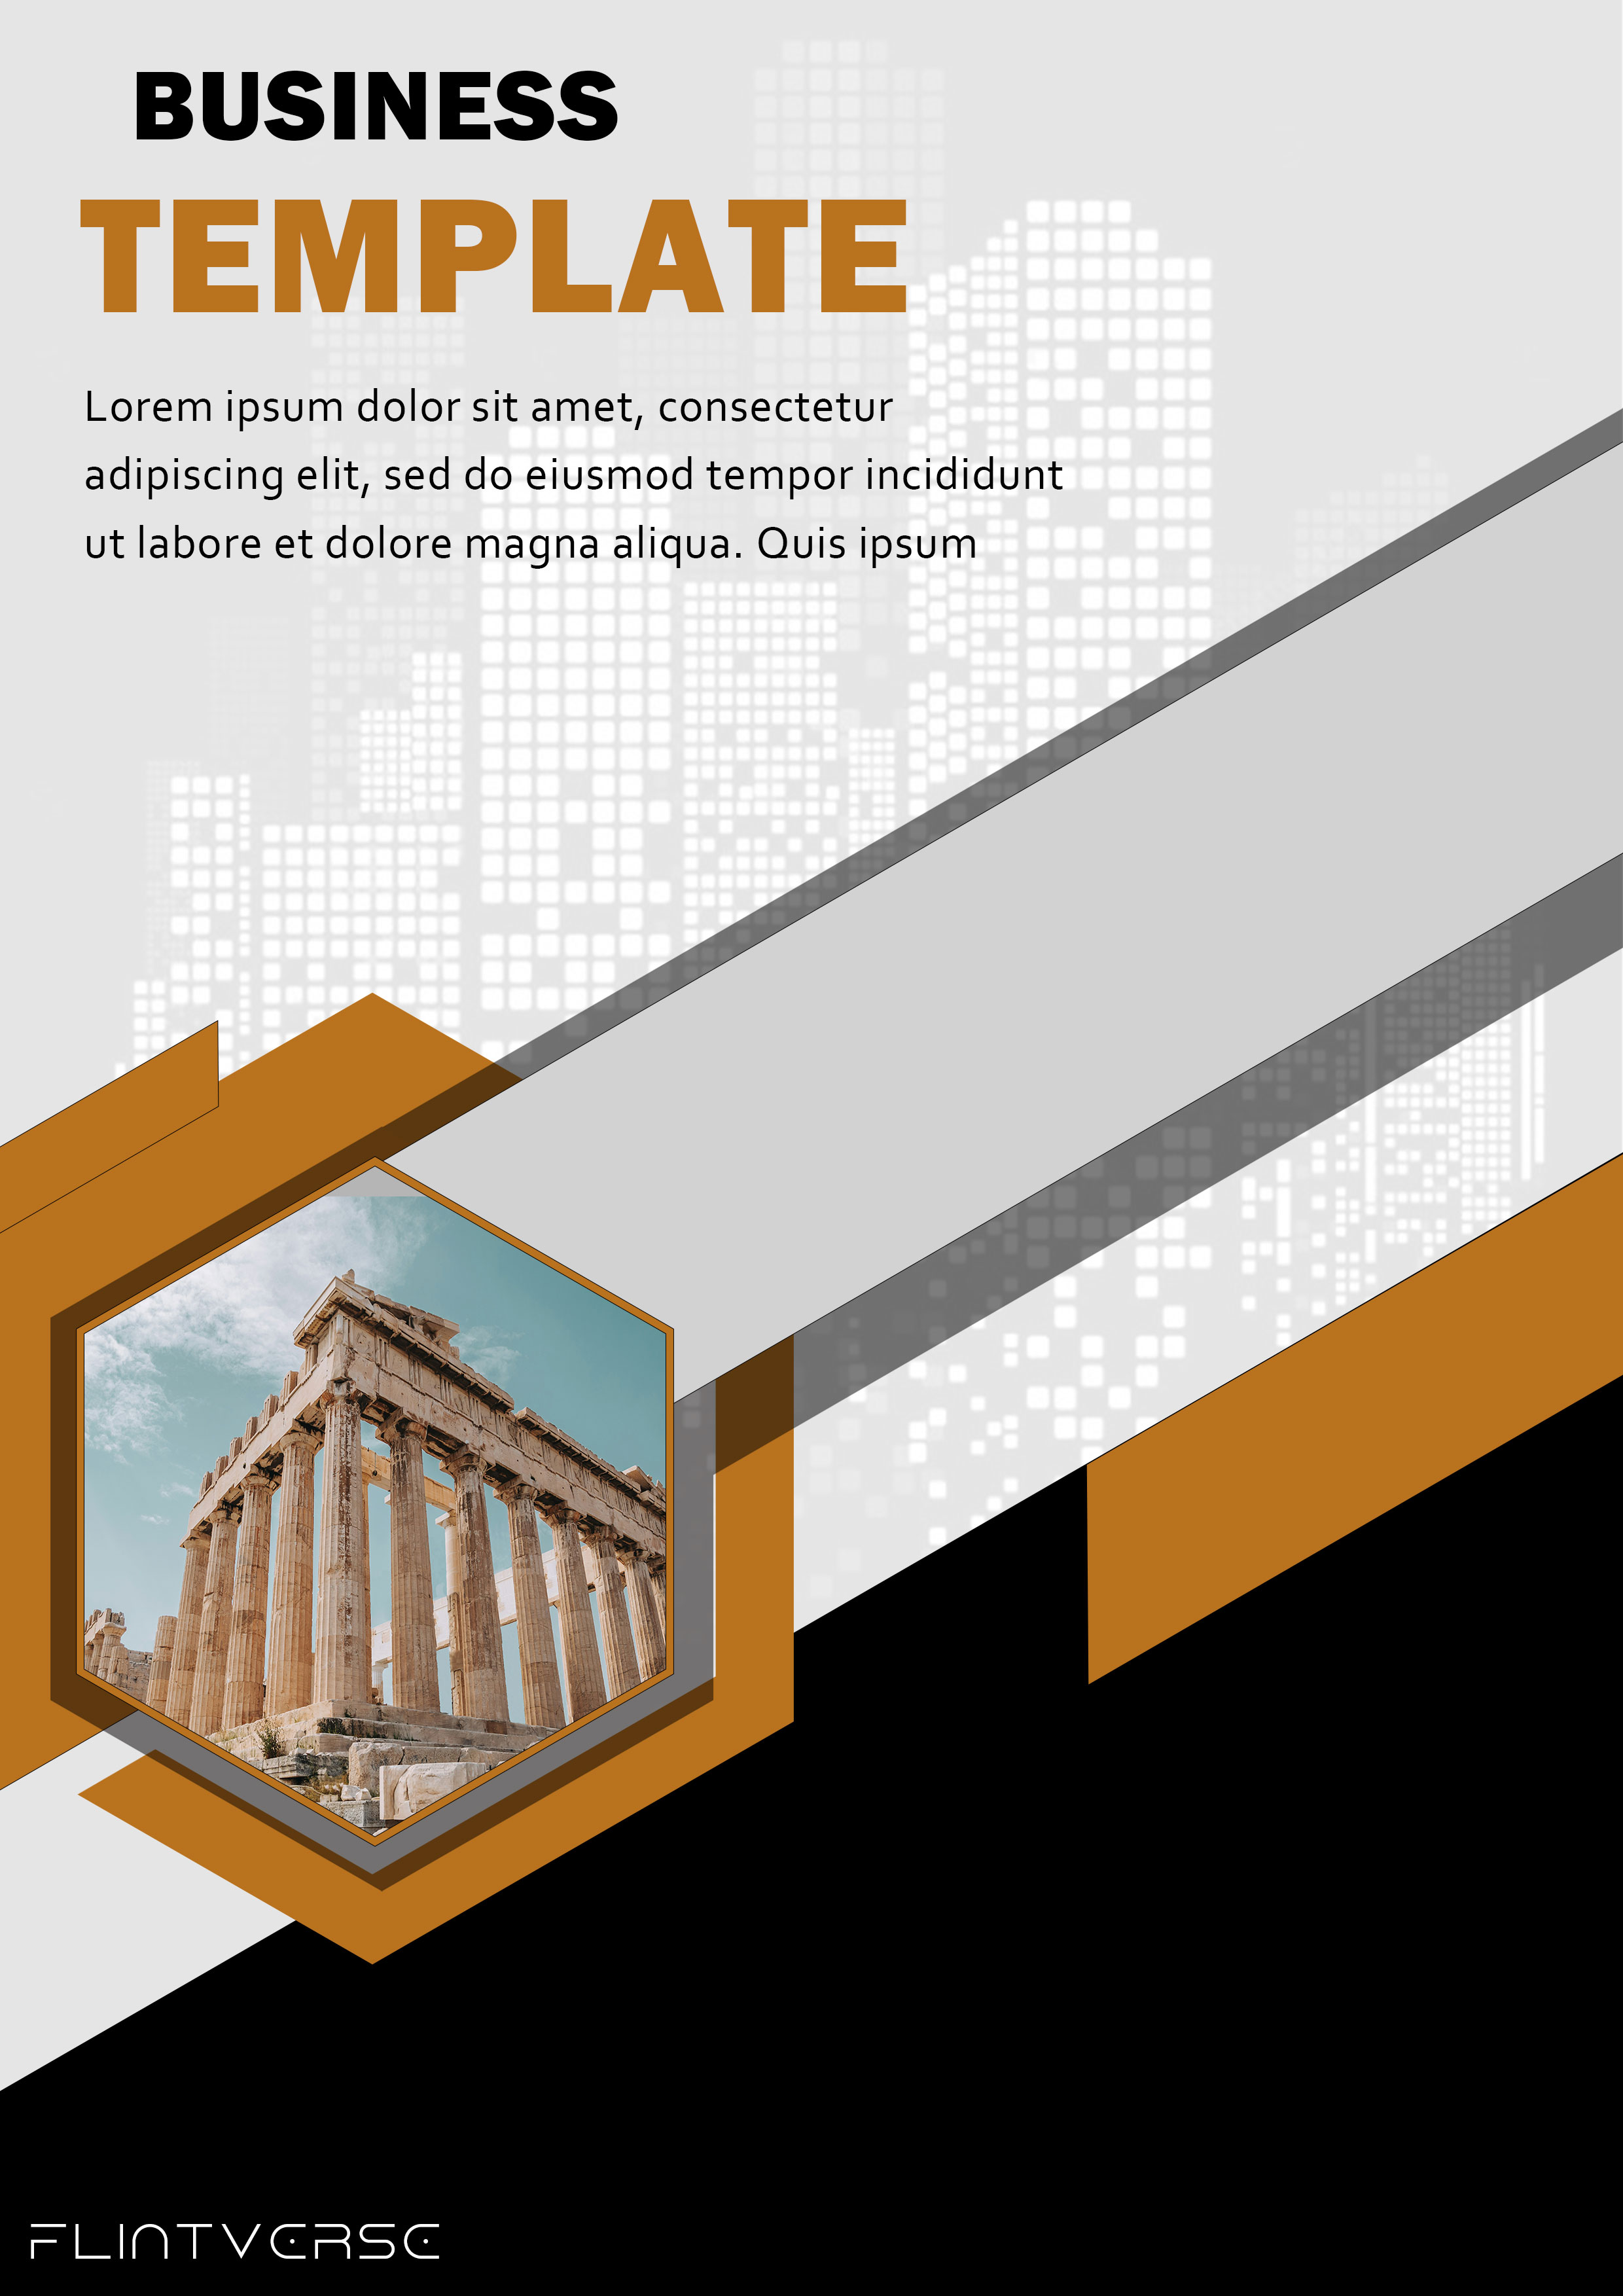 BUSINESS
TEMPLATE
Lorem ipsum dolor sit amet, consectetur
adipiscing elit, sed do eiusmod tempor incididunt
ut labore et dolore magna aliqua. Quis ipsum
FLINTVERSE